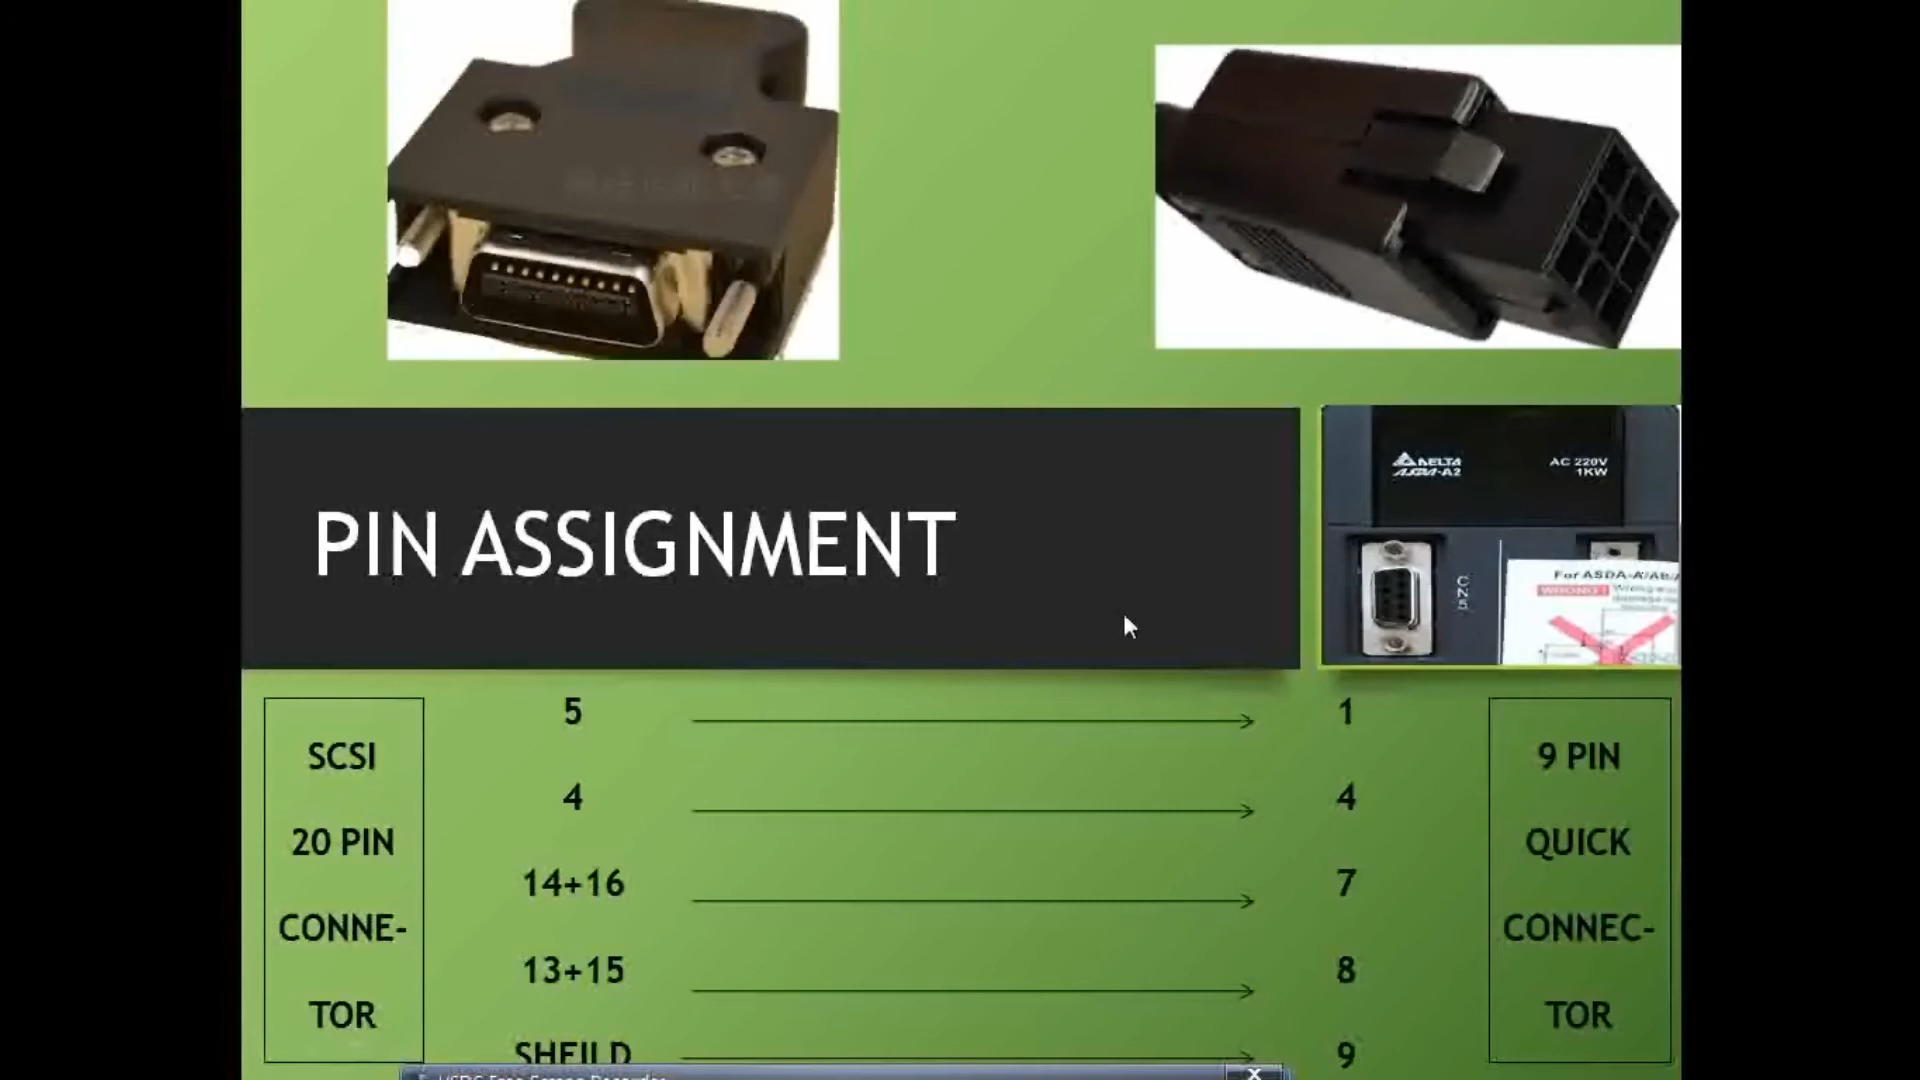 DELTA
ASDA-A2
AC 220V
1KW
PIN ASSIGNMENT
CN5
For ASDA-A
WRONG!
5
1
SCSI
9 PIN
4
4
20 PIN
QUICK
14+16
7
CONNE-
CONNEC-
13+15
8
TOR
TOR
SHEILD
9
X